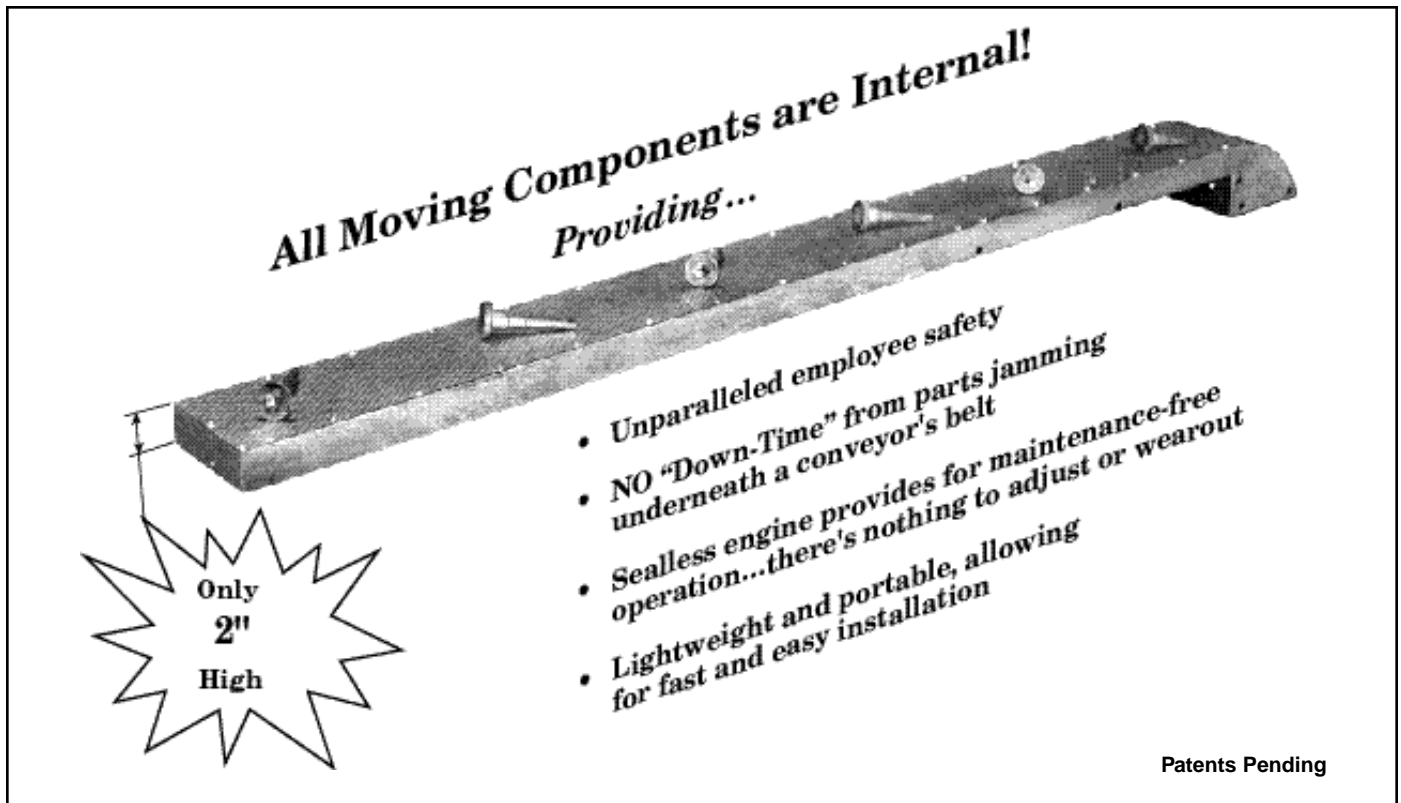 All Moving Components are Internal!
Providing...
• Unparalleled employee safety
• NO “Down-Time” from parts jamming
underneath a conveyor's belt
• Sealless engine provides for maintenance-free
operation...there's nothing to adjust or wearout
• Lightweight and portable, allowing
for fast and easy installation
Only
2"
High
Patents Pending